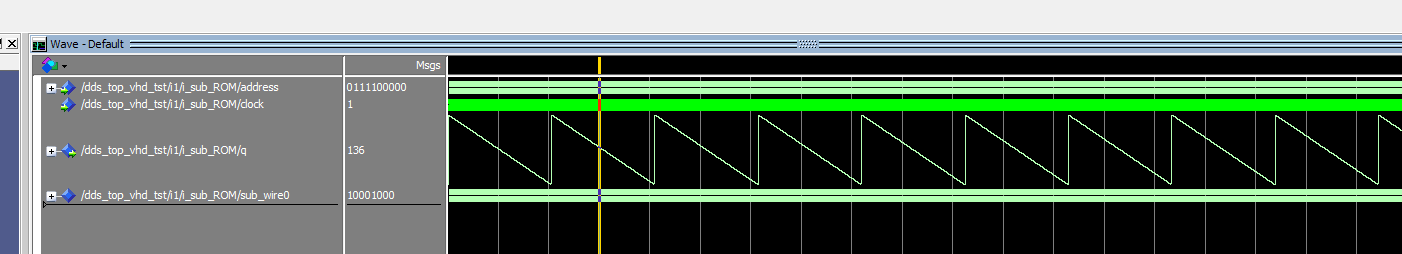 Wave - Default
Msgs
/dds_top_vhd_tst/i1/i_sub_ROM/address 0111100000
/dds_top_vhd_tst/i1/i_sub_ROM/clock 1
/dds_top_vhd_tst/i1/i_sub_ROM/q 136
/dds_top_vhd_tst/i1/i_sub_ROM/sub_wire0 10001000